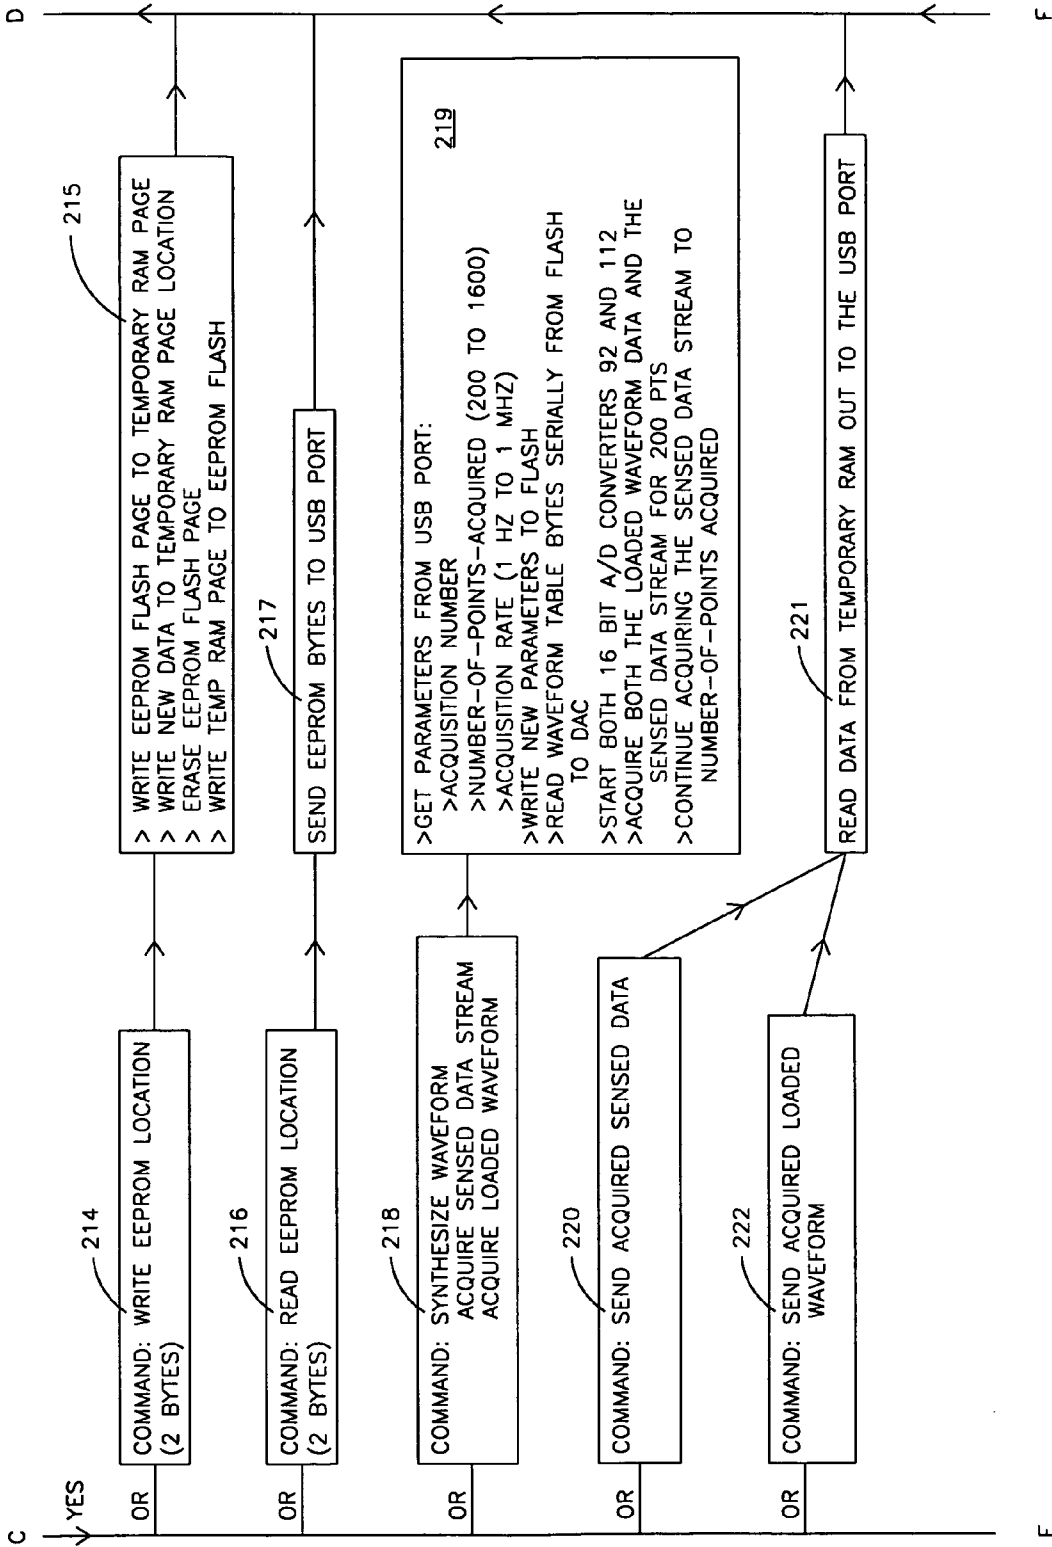 C
YES
D
OR
214
COMMAND: WRITE EEPROM LOCATION
(2 BYTES)
215
> WRITE EEPROM FLASH PAGE TO TEMPORARY RAM PAGE
> WRITE NEW DATA TO TEMPORARY RAM PAGE LOCATION
> ERASE EEPROM FLASH PAGE
> WRITE TEMP RAM PAGE TO EEPROM FLASH
OR
216
COMMAND: READ EEPROM LOCATION
(2 BYTES)
217
SEND EEPROM BYTES TO USB PORT
OR
218
COMMAND: SYNTHESIZE WAVEFORM
ACQUIRE SENSED DATA STREAM
ACQUIRE LOADED WAVEFORM
219
>GET PARAMETERS FROM USB PORT:
>ACQUISITION NUMBER
>NUMBER-OF-POINTS-ACQUIRED (200 TO 1600)
>ACQUISITION RATE (1 HZ TO 1 MHZ)
>WRITE NEW PARAMETERS TO FLASH
>READ WAVEFORM TABLE BYTES SERIALLY FROM FLASH
TO DAC
>START BOTH 16 BIT A/D CONVERTERS 92 AND 112
>ACQUIRE BOTH THE LOADED WAVEFORM DATA AND THE
SENSED DATA STREAM FOR 200 PTS
>CONTINUE ACQUIRING THE SENSED DATA STREAM TO
NUMBER-OF-POINTS ACQUIRED
OR
220
COMMAND: SEND ACQUIRED SENSED DATA
221
READ DATA FROM TEMPORARY RAM OUT TO THE USB PORT
OR
222
COMMAND: SEND ACQUIRED LOADED
WAVEFORM